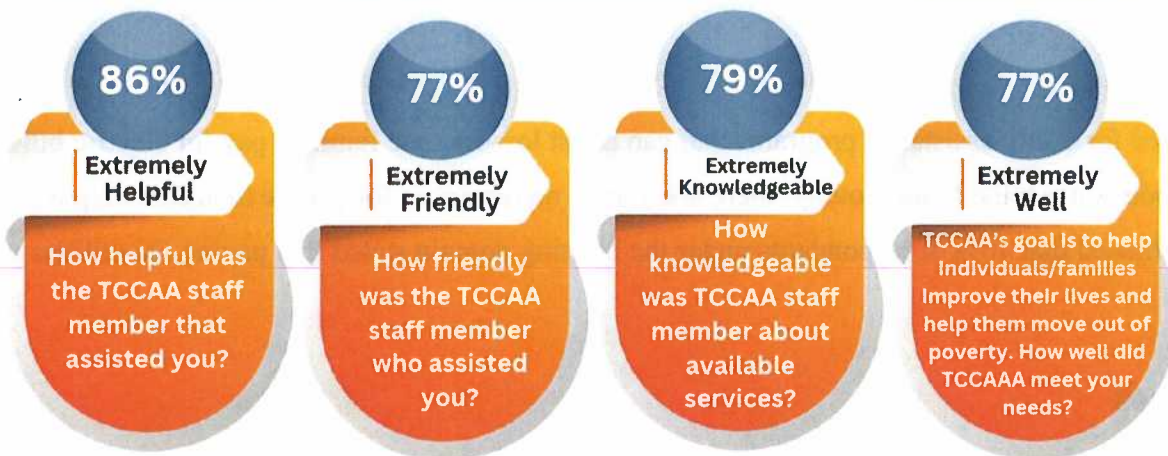 86%
Extremely
Helpful
How helpful was
the TCCAA staff
member that
assisted you?
77%
Extremely
Friendly
How friendly
was the TCCAA
staff member
who assisted
you?
79%
Extremely
Knowledgeable
How
knowledgeable
was TCCAA staff
member about
available
services?
77%
Extremely
Well
TCCAA's goal is to help
individuals/families
improve their lives and
help them move out of
poverty. How well did
TCCAAA meet your
needs?